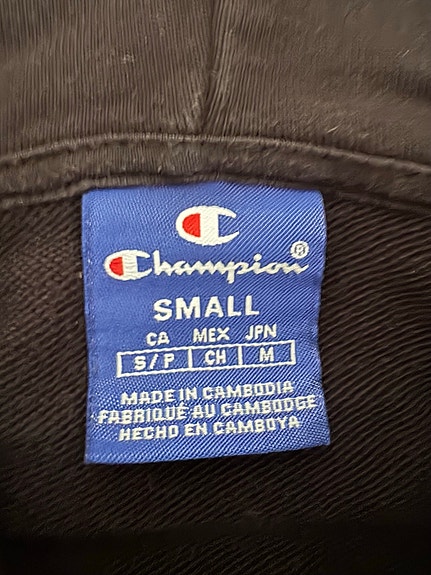 Champion®
SMALL
CA MEX JPN
S/P CH M
MADE IN CAMBODIA
FABRIQUÉ AU CAMBODGE
HECHO EN CAMBOYA